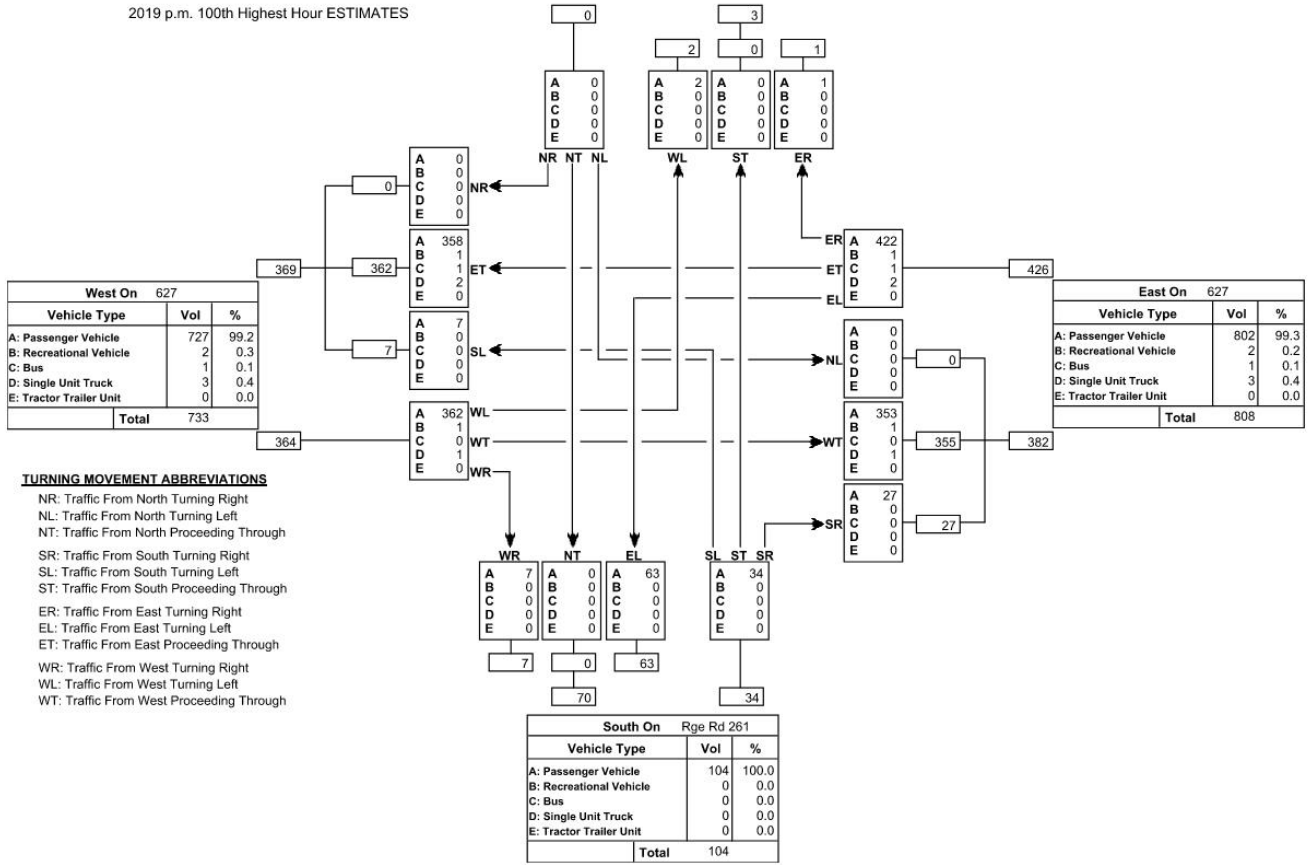 2019 p.m. 100th Highest Hour ESTIMATES
0
3
2
0
1
A 0
B 0
C 0
D 0
E 0
A 2
B 0
C 0
D 0
E 0
A 0
B 0
C 0
D 0
E 0
A 1
B 0
C 0
D 0
E 0
NR NT NL
WL
ST
ER
0
A 0
B 0
C 0
D 0
E 0
NR
369
362
A 358
B 1
C 1
D 2
E 0
ET
7
A 7
B 0
C 0
D 0
E 0
SL
364
A 362
B 1
C 0
D 1
E 0
WL
WT
WR
West On 627
Vehicle Type Vol %
A: Passenger Vehicle 727 99.2
B: Recreational Vehicle 2 0.3
C: Bus 1 0.1
D: Single Unit Truck 3 0.4
E: Tractor Trailer Unit 0 0.0
Total 733
ER
ET
EL
A 422
B 1
C 1
D 2
E 0
426
NL
A 0
B 0
C 0
D 0
E 0
0
WT
A 353
B 1
C 0
D 1
E 0
355
382
SR
A 27
B 0
C 0
D 0
E 0
27
East On 627
Vehicle Type Vol %
A: Passenger Vehicle 802 99.3
B: Recreational Vehicle 2 0.2
C: Bus 1 0.1
D: Single Unit Truck 3 0.4
E: Tractor Trailer Unit 0 0.0
Total 808
TURNING MOVEMENT ABBREVIATIONS
NR: Traffic From North Turning Right
NL: Traffic From North Turning Left
NT: Traffic From North Proceeding Through
SR: Traffic From South Turning Right
SL: Traffic From South Turning Left
ST: Traffic From South Proceeding Through
ER: Traffic From East Turning Right
EL: Traffic From East Turning Left
ET: Traffic From East Proceeding Through
WR: Traffic From West Turning Right
WL: Traffic From West Turning Left
WT: Traffic From West Proceeding Through
WR
NT
EL
SL ST SR
A 7
B 0
C 0
D 0
E 0
A 0
B 0
C 0
D 0
E 0
A 63
B 0
C 0
D 0
E 0
A 34
B 0
C 0
D 0
E 0
7
0
63
70
34
South On Rge Rd 261
Vehicle Type Vol %
A: Passenger Vehicle 104 100.0
B: Recreational Vehicle 0 0.0
C: Bus 0 0.0
D: Single Unit Truck 0 0.0
E: Tractor Trailer Unit 0 0.0
Total 104